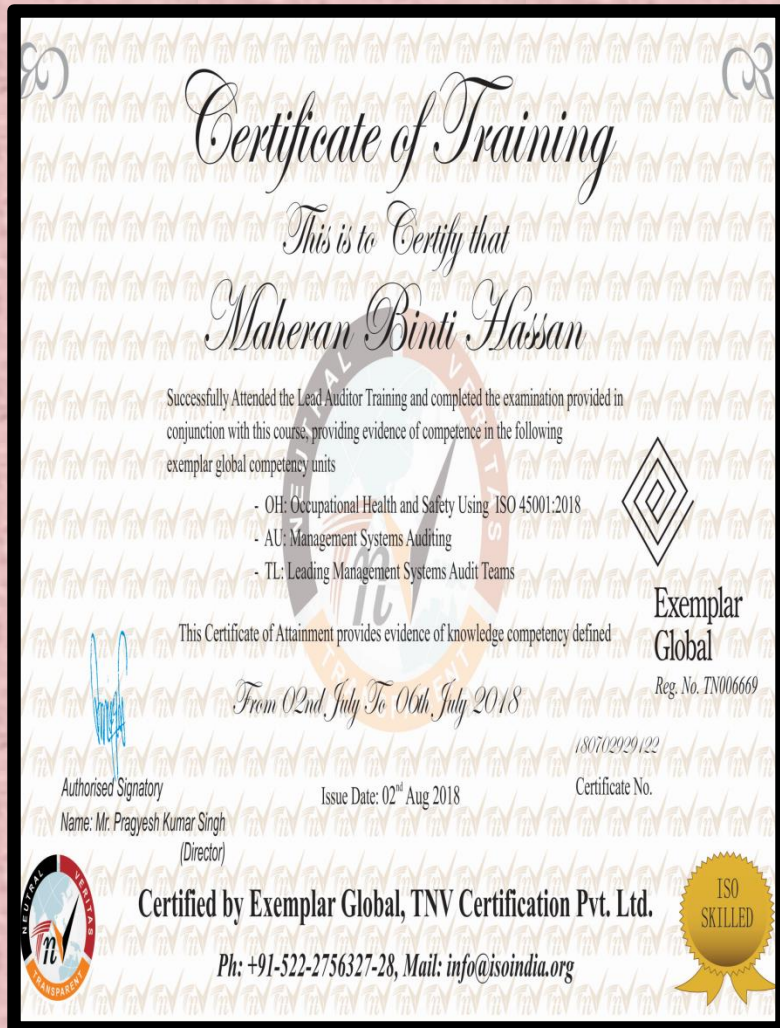 Certificate of Training
This is to Certify that
Maheran Binti Hassan
Successfully Attended the Lead Auditor Training and completed the examination provided in
conjunction with this course, providing evidence of competence in the following
exemplar global competency units
- OH: Occupational Health and Safety Using ISO 45001:2018
- AU: Management Systems Auditing
- TL: Leading Management Systems Audit Teams
This Certificate of Attainment provides evidence of knowledge competency defined
Exemplar
Global
Reg. No. TN006669
From 02nd July To 06th July 2018
180702929122
Certificate No.
Issue Date: 02nd Aug 2018
Authorised Signatory
Name: Mr. Pragyesh Kumar Singh
(Director)
NEUTRAL VERITAS
TRANSPARENT
TNV
Certified by Exemplar Global, TNV Certification Pvt. Ltd.
Ph: +91-522-2756327-28, Mail: info@isoindia.org
ISO
SKILLED